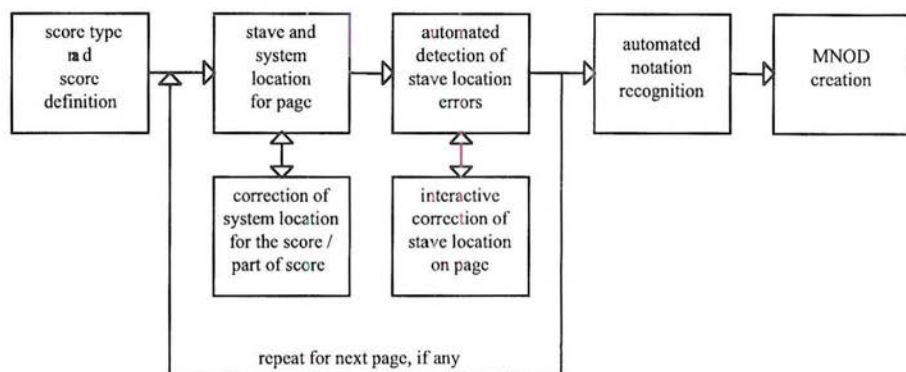 score type
and
score
definition
stave and
system
location
for page
automated
detection of
stave location
errors
automated
notation
recognition
MNOD
creation
correction of
system location
for the score /
part of score
interactive
correction of
stave location
on page
repeat for next page, if any